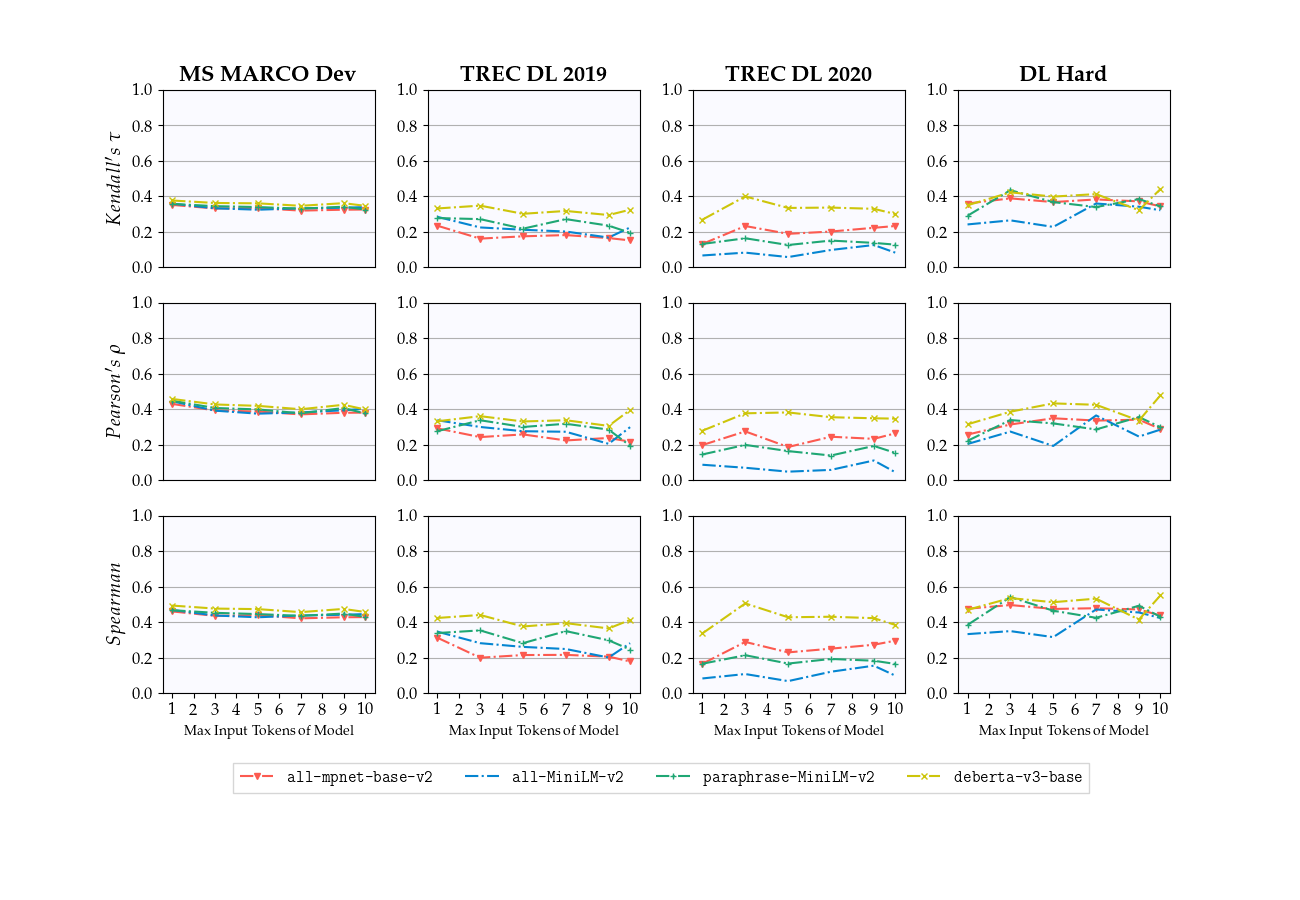 MS MARCO Dev TREC DL 2019 TREC DL 2020 DL Hard
Kendall's τ
1.0 1.0 1.0 1.0
0.8 0.8 0.8 0.8
0.6 0.6 0.6 0.6
0.4 0.4 0.4 0.4
0.2 0.2 0.2 0.2
0.0 0.0 0.0 0.0
Pearson's ρ
1.0 1.0 1.0 1.0
0.8 0.8 0.8 0.8
0.6 0.6 0.6 0.6
0.4 0.4 0.4 0.4
0.2 0.2 0.2 0.2
0.0 0.0 0.0 0.0
Spearman
1.0 1.0 1.0 1.0
0.8 0.8 0.8 0.8
0.6 0.6 0.6 0.6
0.4 0.4 0.4 0.4
0.2 0.2 0.2 0.2
0.0 0.0 0.0 0.0
1 2 3 4 5 6 7 8 9 10 1 2 3 4 5 6 7 8 9 10 1 2 3 4 5 6 7 8 9 10 1 2 3 4 5 6 7 8 9 10
Max Input Tokens of Model Max Input Tokens of Model Max Input Tokens of Model Max Input Tokens of Model
all-mpnet-base-v2 all-MiniLM-v2 paraphrase-MiniLM-v2 deberta-v3-base